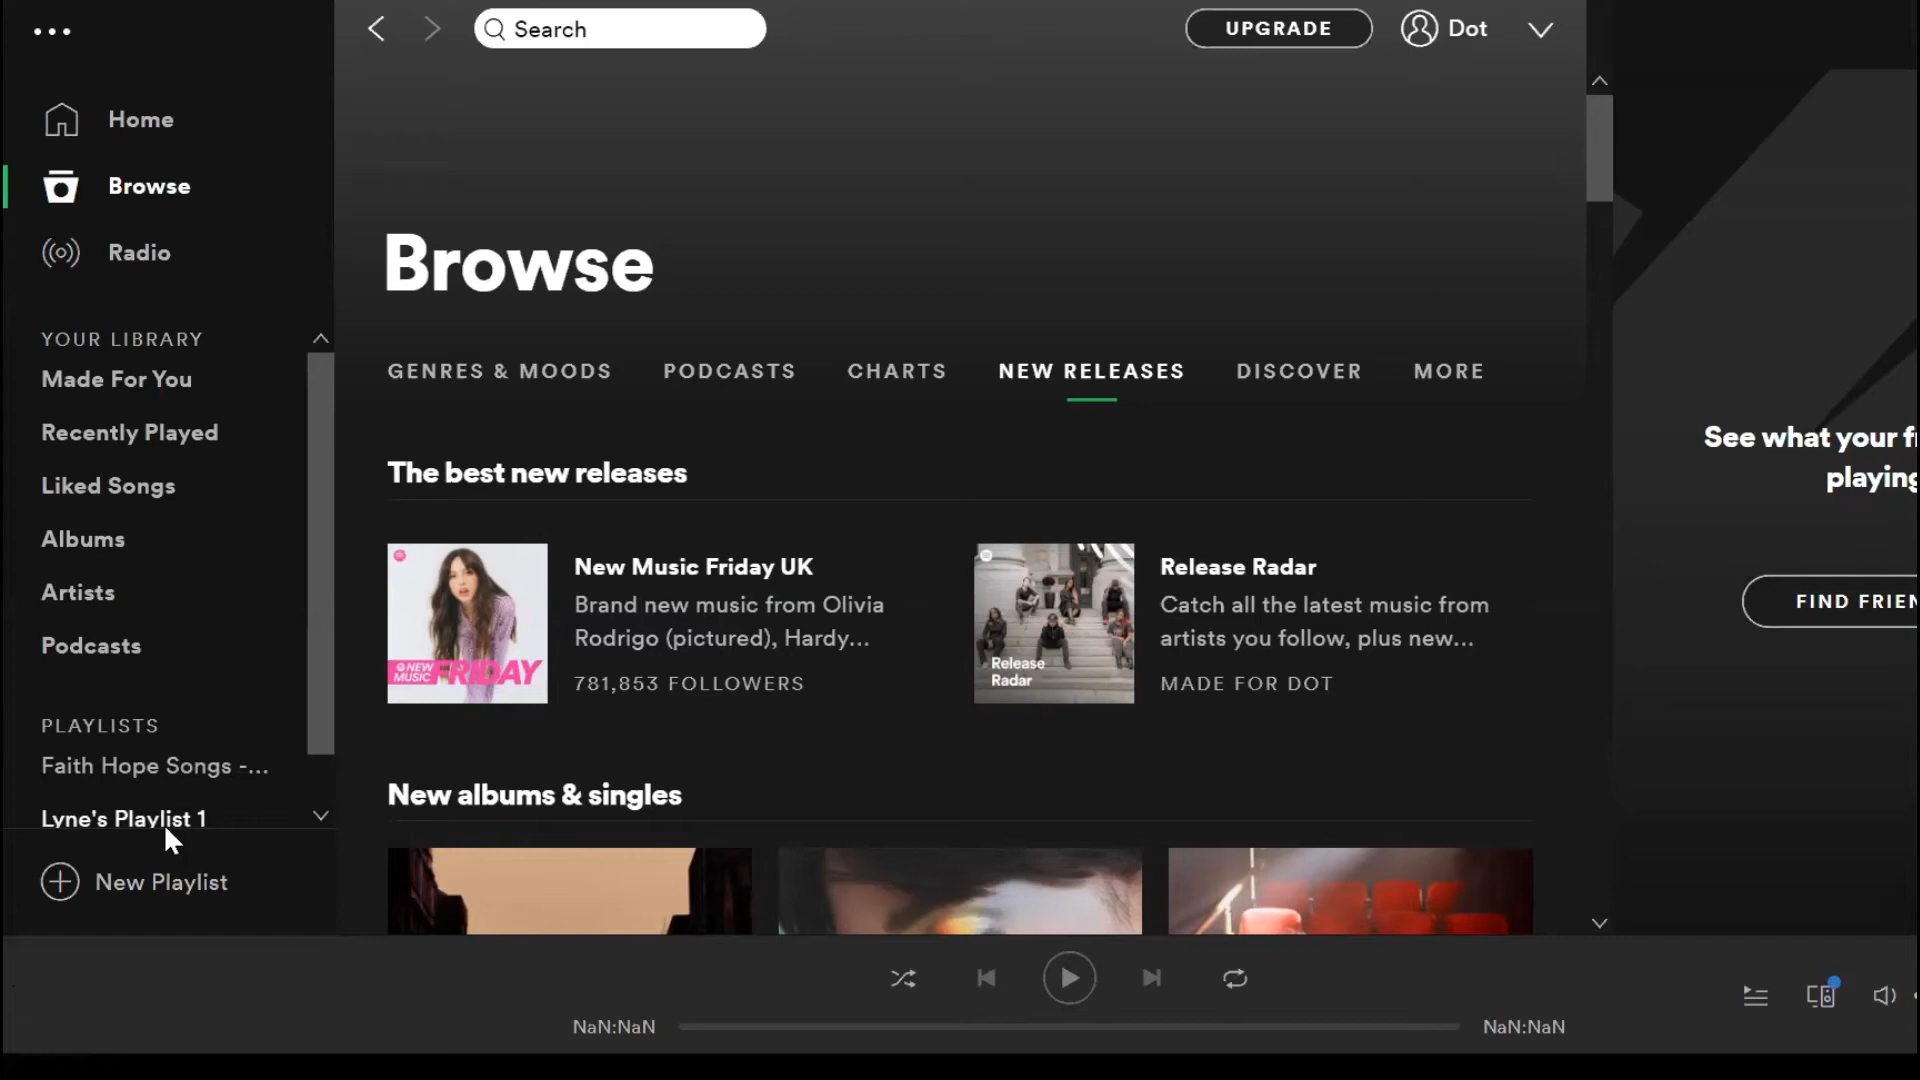 Search
UPGRADE
Dot
Home
Browse
Radio
YOUR LIBRARY
Made For You
Recently Played
Liked Songs
Albums
Artists
Podcasts
PLAYLISTS
Faith Hope Songs -...
Lyne's Playlist 1
New Playlist
Browse
GENRES & MOODS
PODCASTS
CHARTS
NEW RELEASES
DISCOVER
MORE
The best new releases
NEW
MUSIC FRIDAY
New Music Friday UK
Brand new music from Olivia
Rodrigo (pictured), Hardy...
781,853 FOLLOWERS
Release
Radar
Release Radar
Catch all the latest music from
artists you follow, plus new...
MADE FOR DOT
New albums & singles
See what your
playing
FIND
NaN:NaN
NaN:NaN